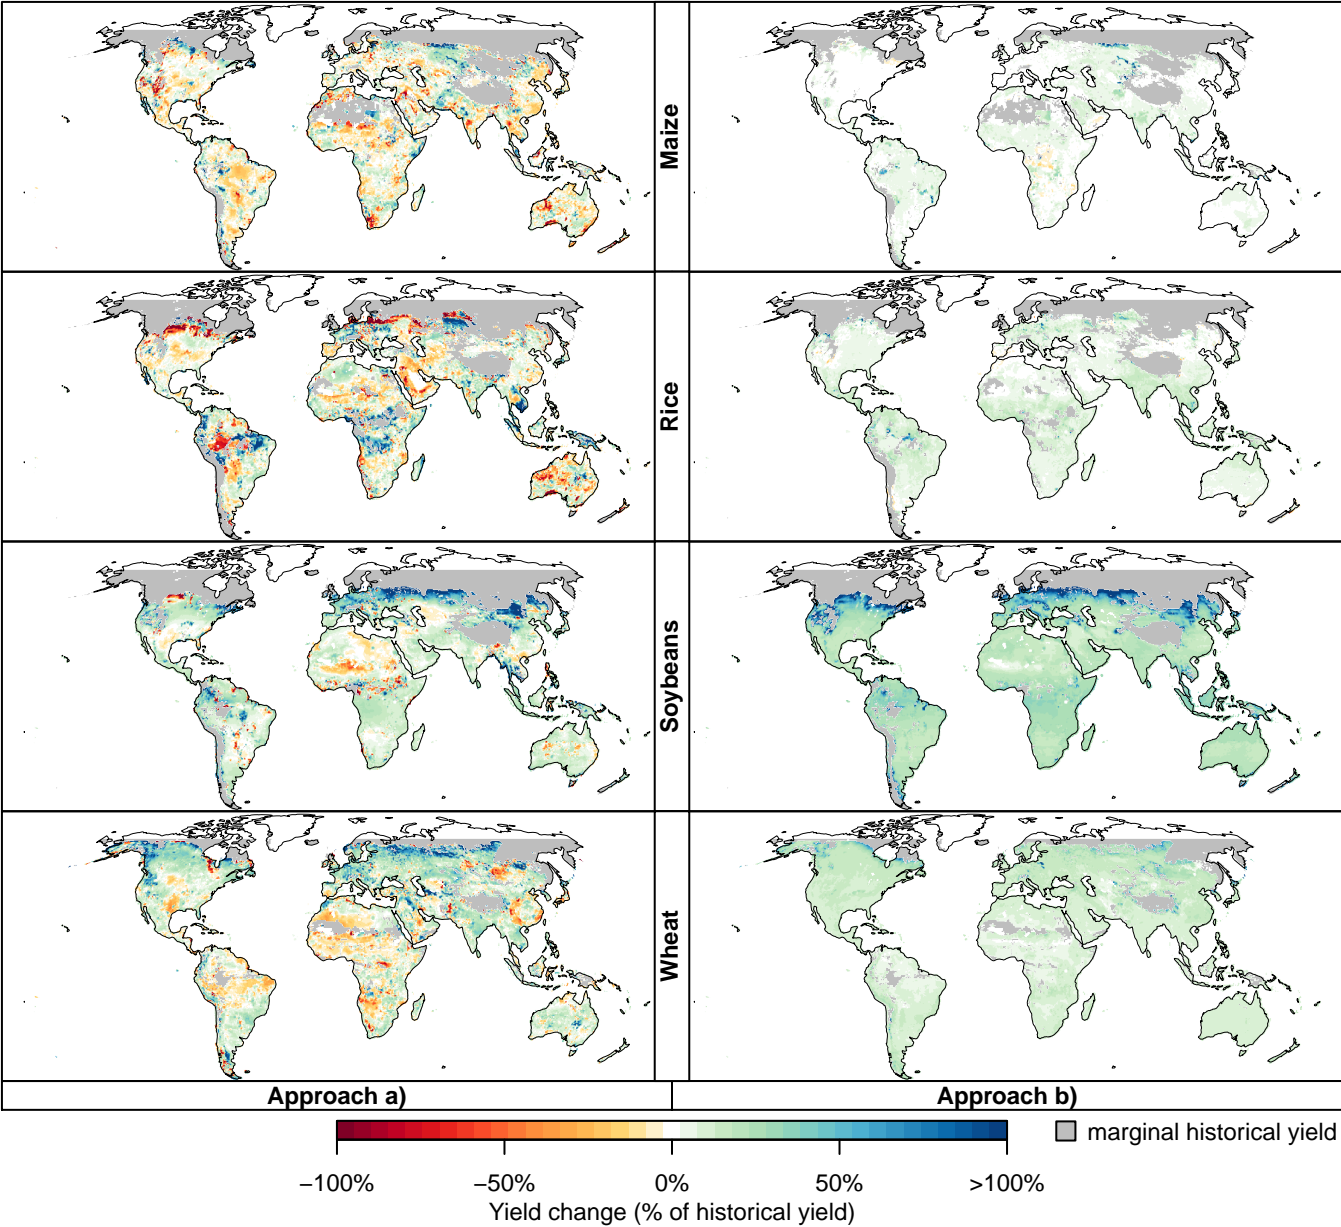 Maize
Rice
Soybeans
Wheat
Approach a)
Approach b)
marginal historical yield
−100%
−50%
0%
50%
>100%
Yield change (% of historical yield)